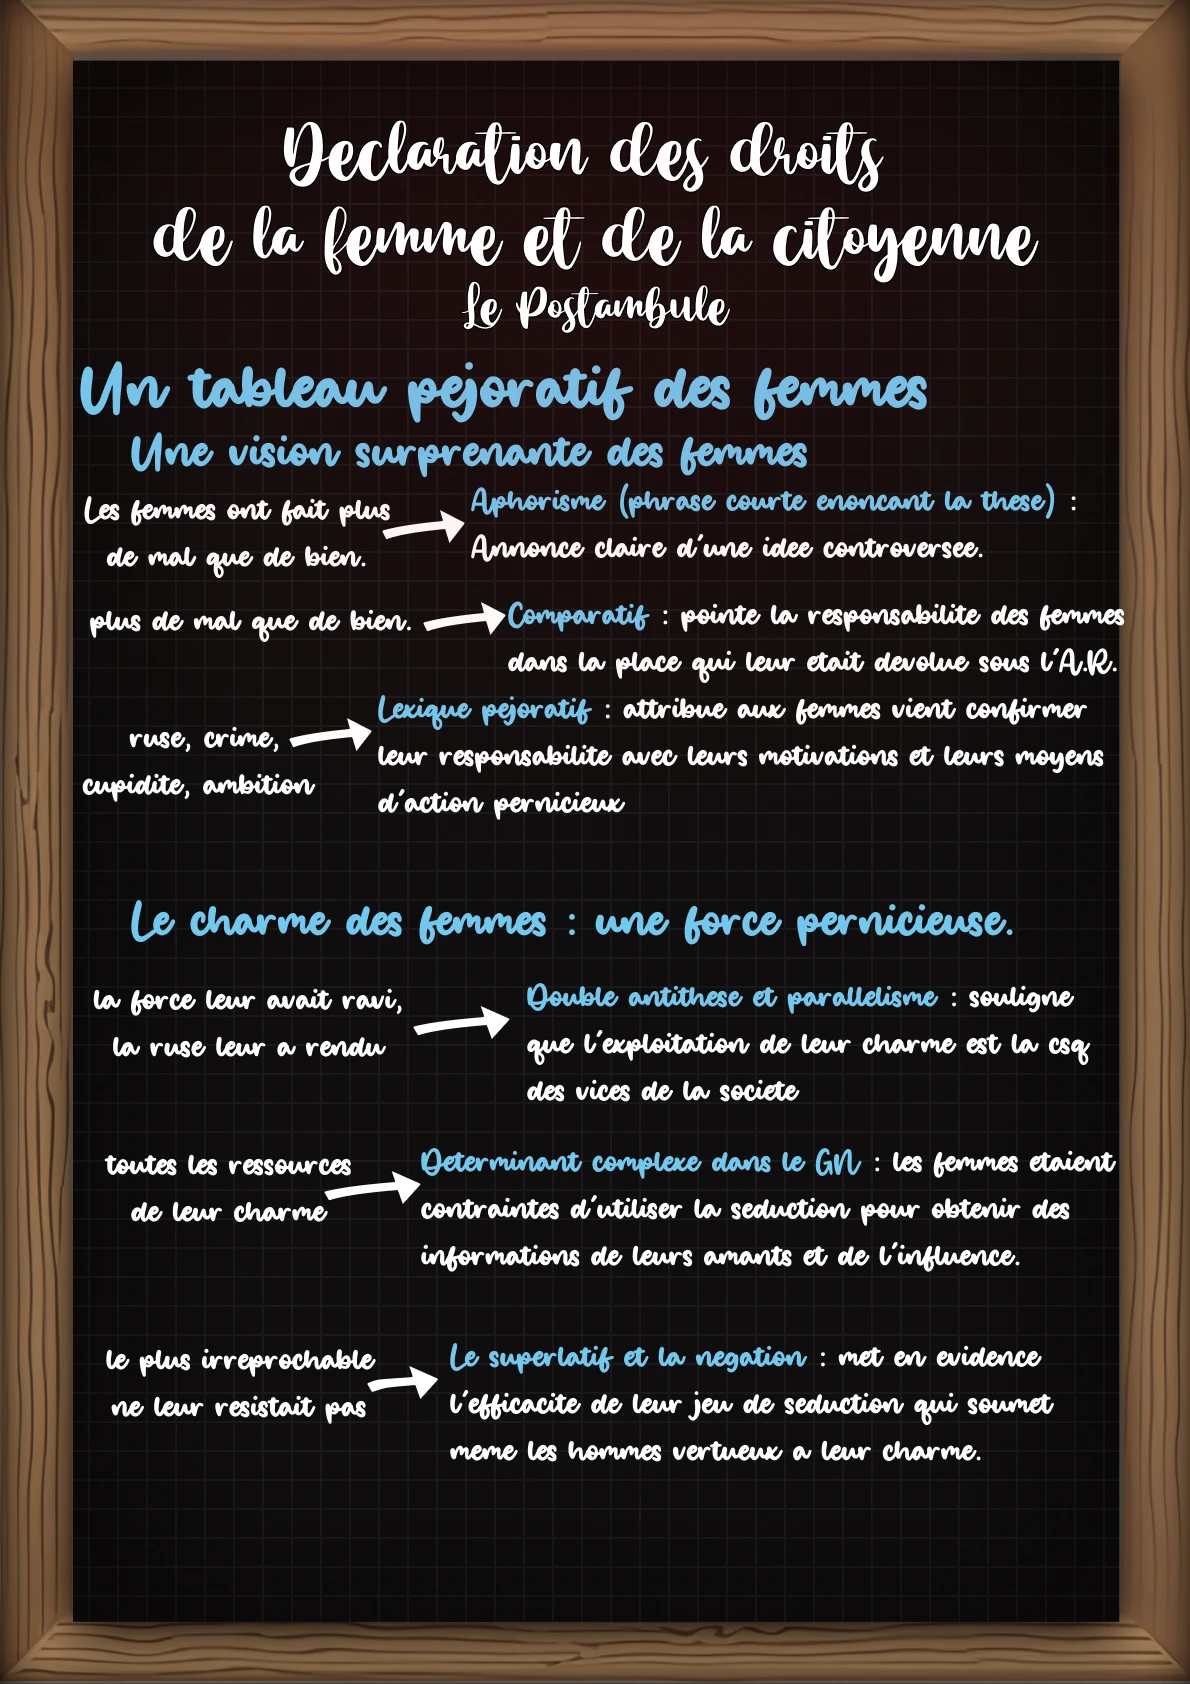 Declaration des droits
de la femme et de la citoyenne
Le Postambule
Un tableau pejoratif des femmes
Une vision surprenante des femmes
Les femmes ont fait plus
de mal que de bien.
Aphorisme (phrase courte enoncant la these) :
Annonce claire d'une idee controversee.
plus de mal que de bien.
Comparatif : pointe la responsabilite des femmes
dans la place qui leur etait devolue sous l'A.R.
ruse, crime,
cupidite, ambition
Lexique pejoratif : attribue aux femmes vient confirmer
leur responsabilite avec leurs motivations et leurs moyens
d'action pernicieux
Le charme des femmes : une force pernicieuse.
la force leur avait ravi,
la ruse leur a rendu
Double antithese et parallelisme : souligne
que l'exploitation de leur charme est la csq
des vices de la societe
toutes les ressources
de leur charme
Determinant complexe dans le GN : les femmes etaient
contraintes d'utiliser la seduction pour obtenir des
informations de leurs amants et de l'influence.
le plus irreprochable
ne leur resistait pas
Le superlatif et la negation : met en evidence
l'efficacite de leur jeu de seduction qui soumet
meme les hommes vertueux a leur charme.